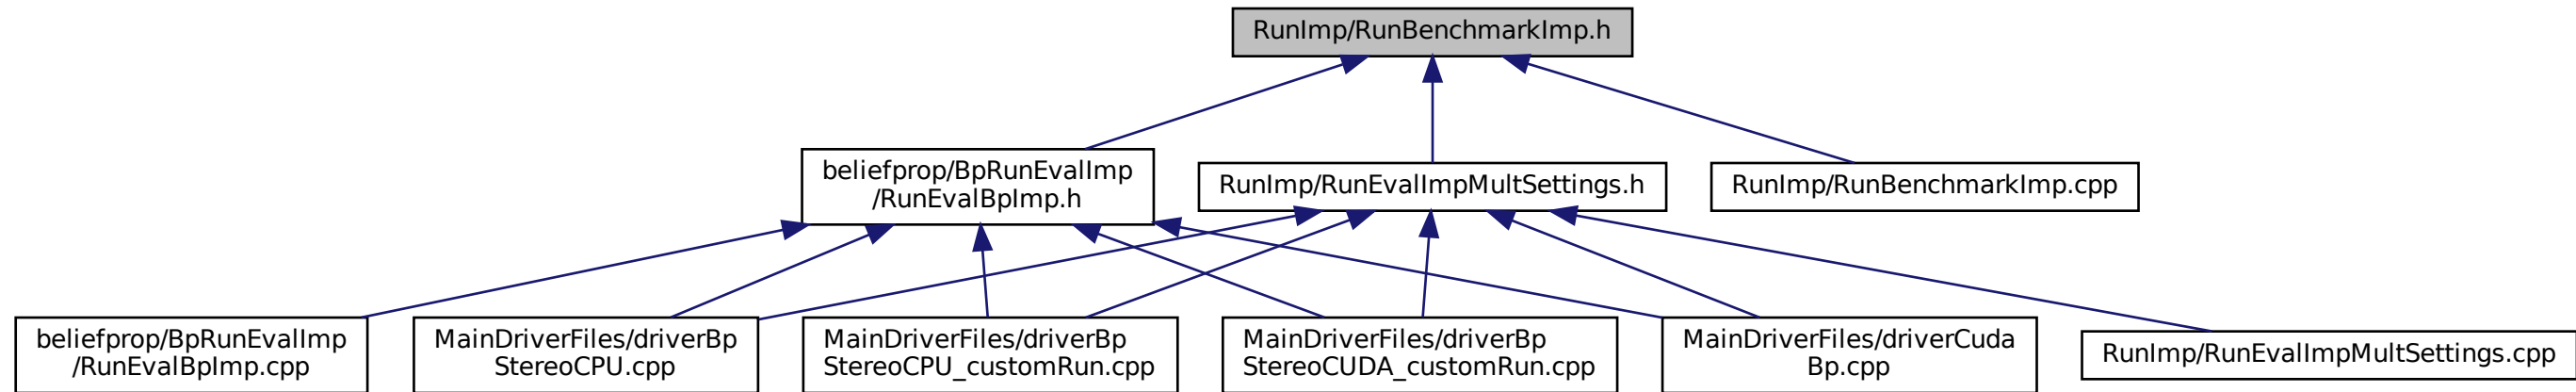 RunImp/RunBenchmarkImp.h
beliefprop/BpRunEvalImp
/RunEvalBpImp.h
RunImp/RunEvalImpMultSettings.h
RunImp/RunBenchmarkImp.cpp
beliefprop/BpRunEvalImp
/RunEvalBpImp.cpp
MainDriverFiles/driverBp
StereoCPU.cpp
MainDriverFiles/driverBp
StereoCPU_customRun.cpp
MainDriverFiles/driverBp
StereoCUDA_customRun.cpp
MainDriverFiles/driverCuda
Bp.cpp
RunImp/RunEvalImpMultSettings.cpp